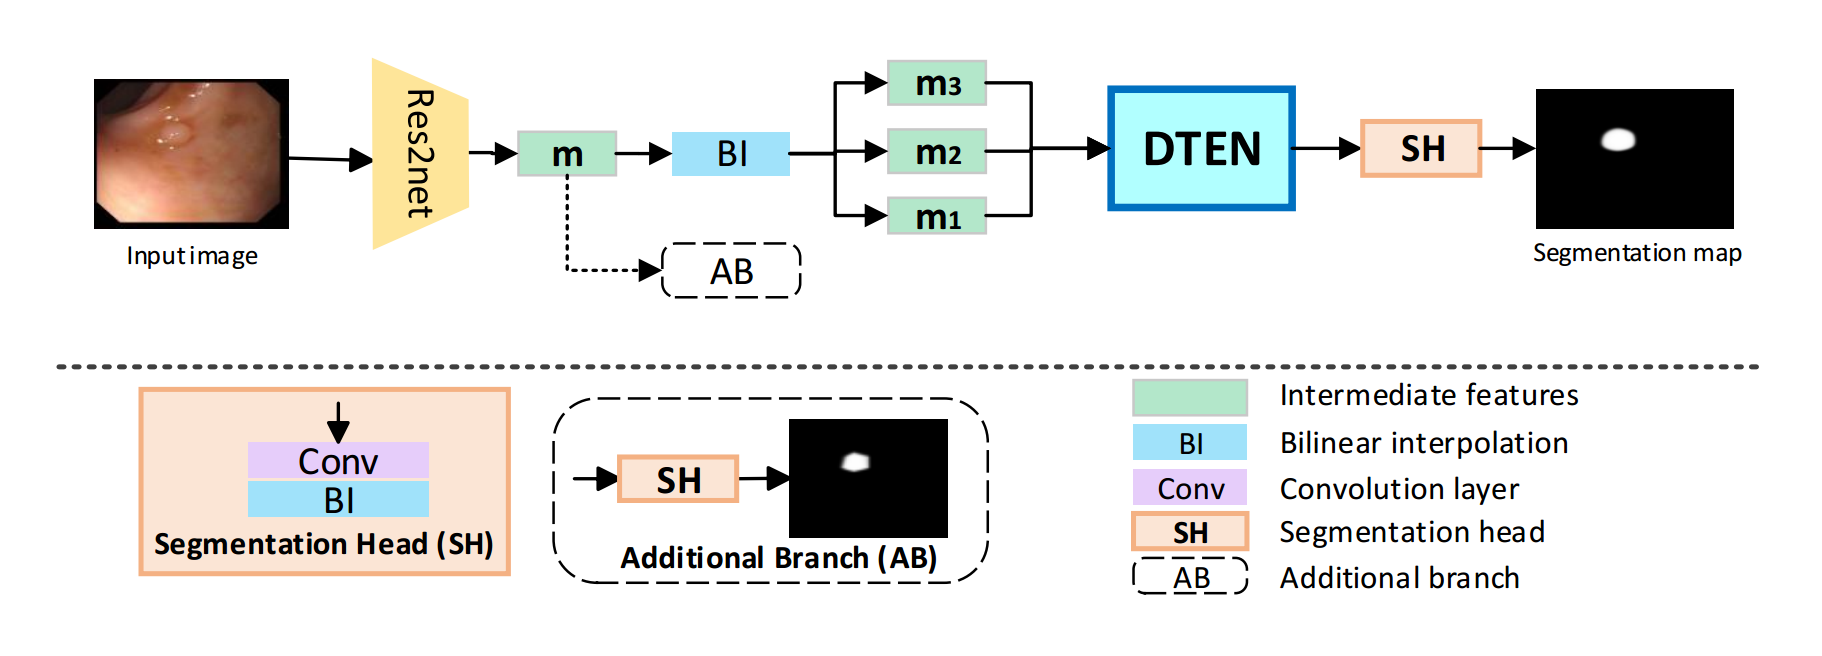 Input image
Res2net
m
BI
AB
m3
m2
m1
DTEN
SH
Segmentation map
Conv
BI
Segmentation Head (SH)
SH
Additional Branch (AB)
Intermediate features
BI Bilinear interpolation
Conv Convolution layer
SH Segmentation head
AB Additional branch